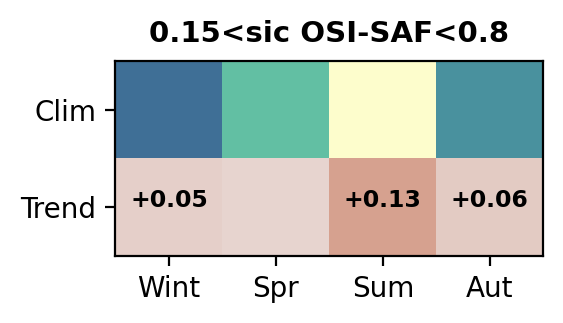 0.15<sic OSI-SAF<0.8
Clim
Trend
+0.05
+0.13
+0.06
Wint
Spr
Sum
Aut